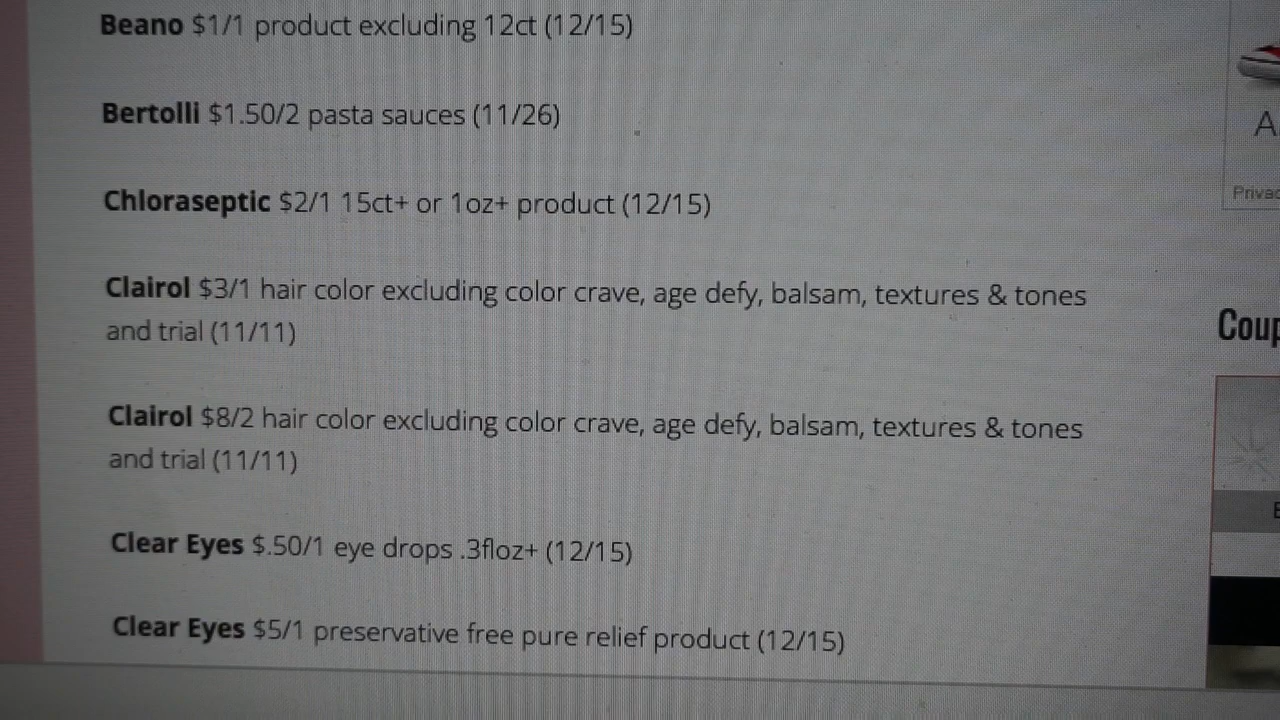 Beano $1/1 product excluding 12ct (12/15)
Bertolli $1.50/2 pasta sauces (11/26)
Chloraseptic $2/1 15ct+ or 1oz+ product (12/15)
Clairol $3/1 hair color excluding color crave, age defy, balsam, textures & tones
and trial (11/11)
Clairol $8/2 hair color excluding color crave, age defy, balsam, textures & tones
and trial (11/11)
Clear Eyes $.50/1 eye drops .3floz+ (12/15)
Clear Eyes $5/1 preservative free pure relief product (12/15)
A